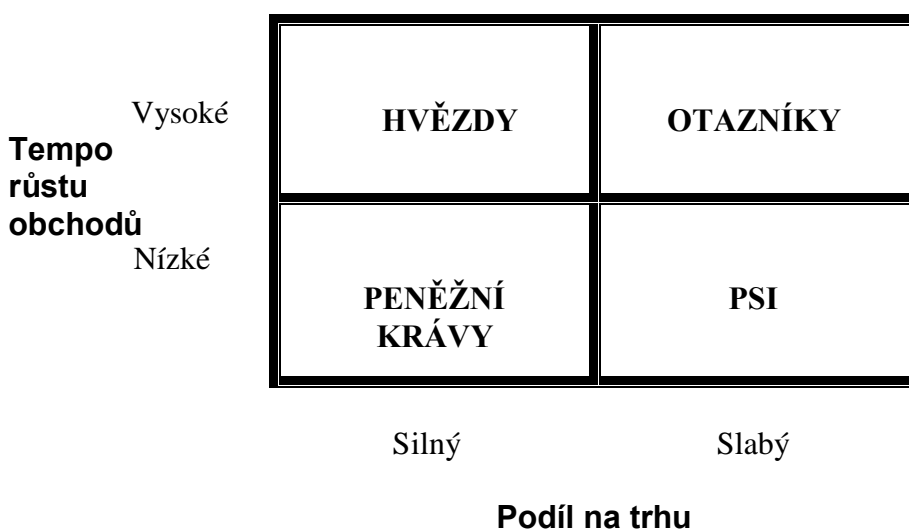 Vysoké
HVĚZDY
OTAZNÍKY
Tempo
růstu
obchodů
Nízké
PENĚŽNÍ
KRÁVY
PSI
Silný
Slabý
Podíl na trhu